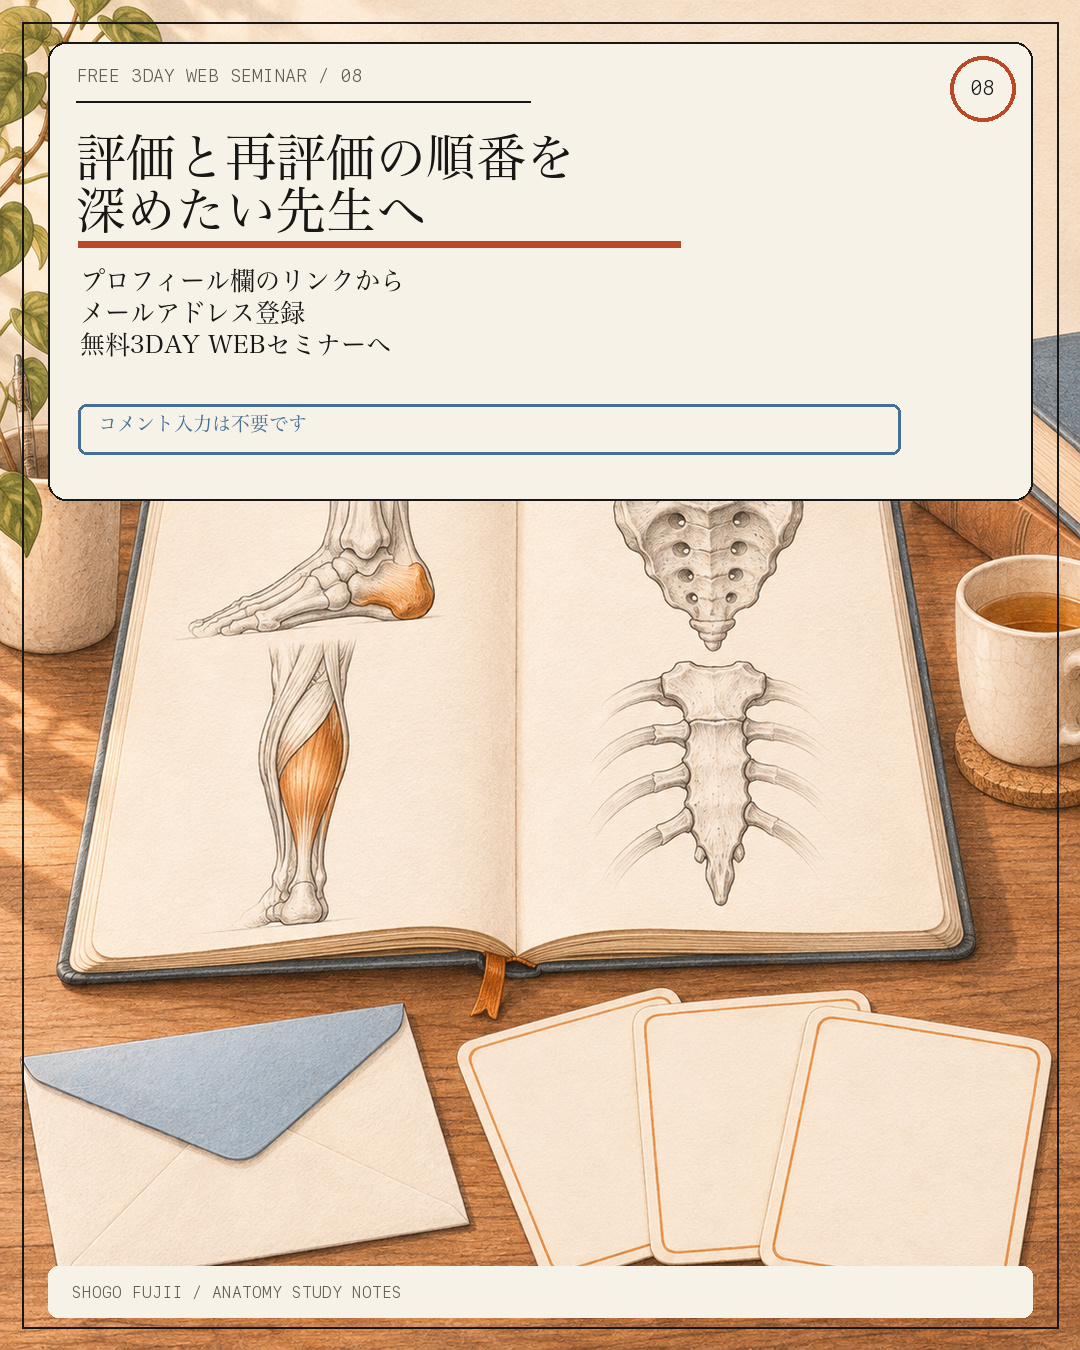 FREE 3DAY WEB SEMINAR / 08
08
評価と再評価の順番を
深めたい先生へ
プロフィール欄のリンクから
メールアドレス登録
無料3DAY WEBセミナーへ
コメント入力は不要です
SHOGO FUJII / ANATOMY STUDY NOTES